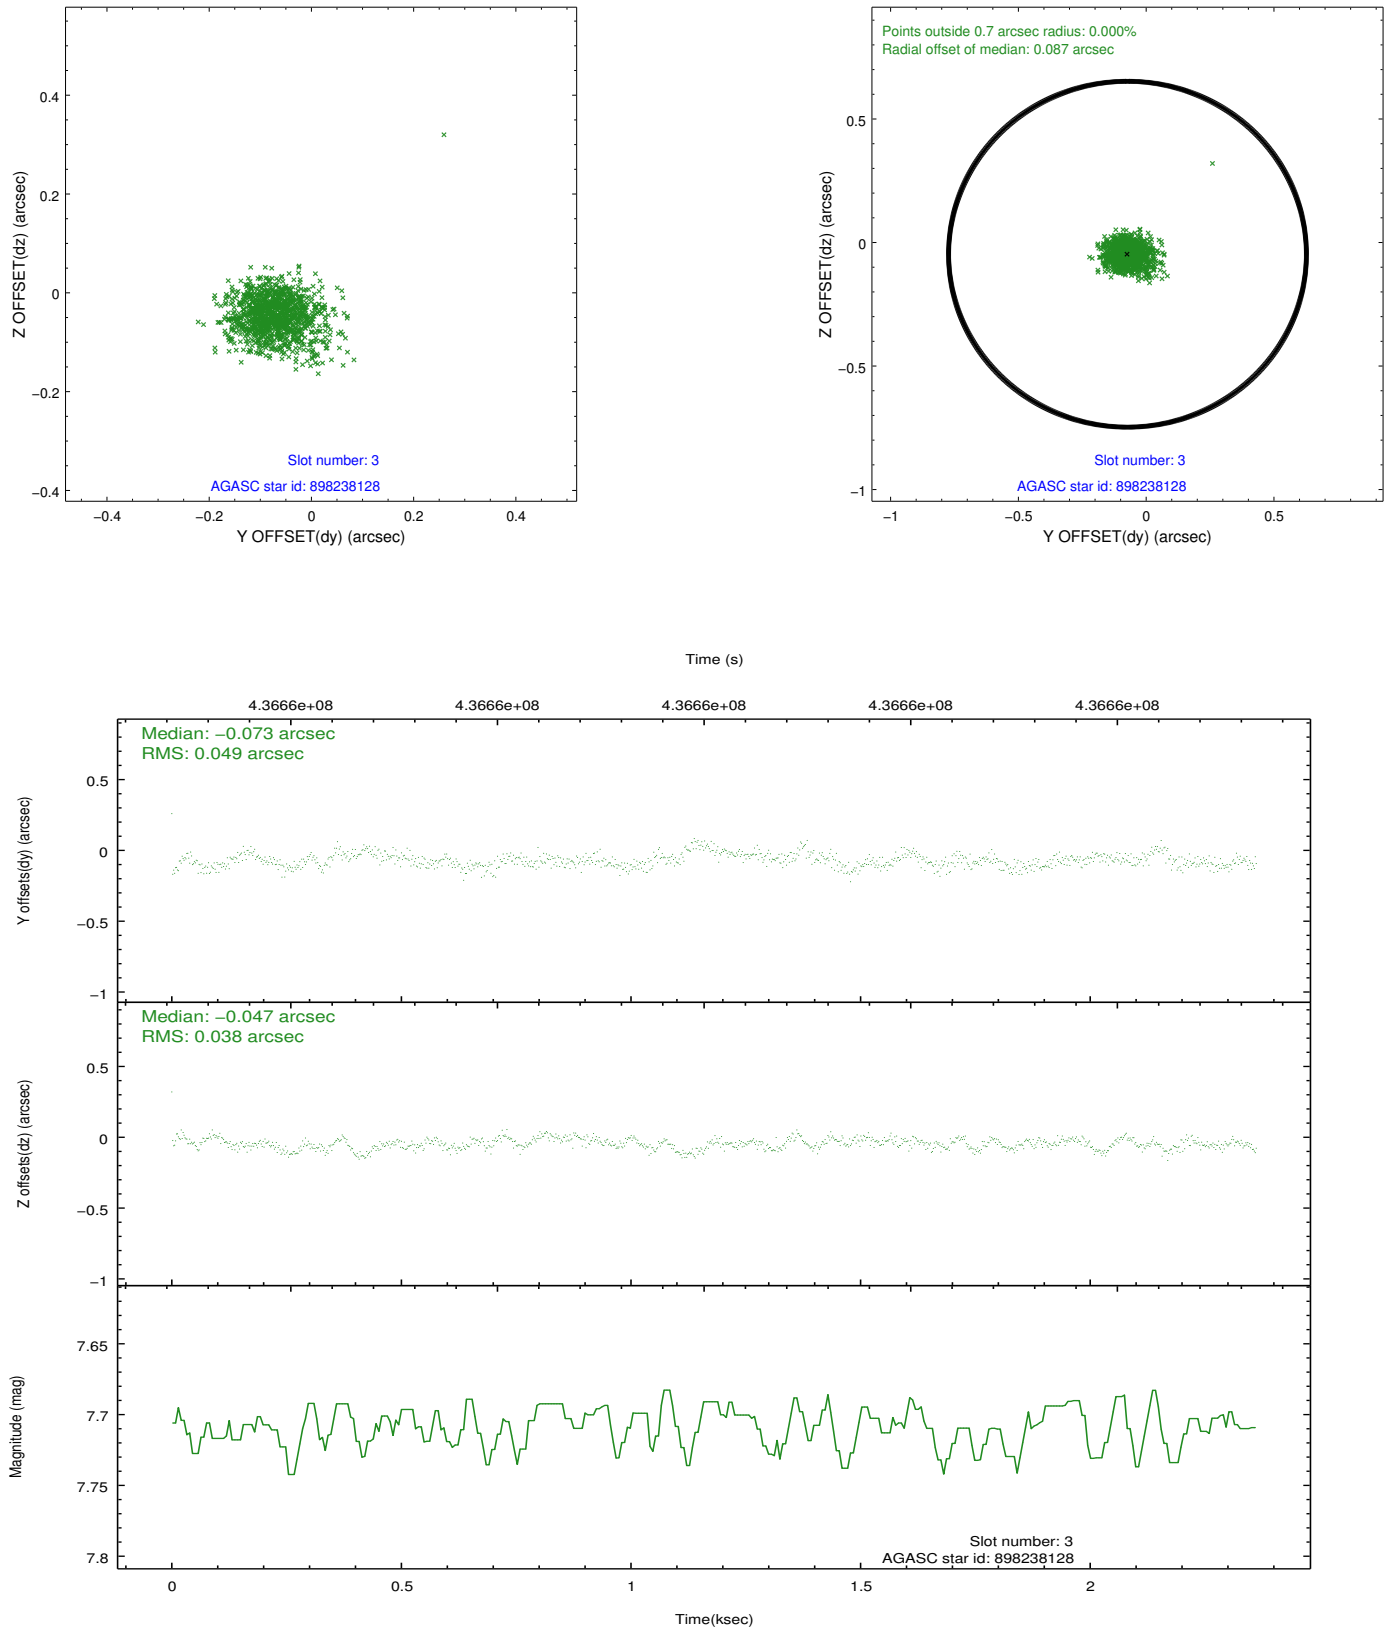 0.4
0.2
0
−0.2
−0.4
Z OFFSET(dz) (arcsec)
Slot number: 3
AGASC star id: 898238128
−0.4 −0.2 0 0.2 0.4
Y OFFSET(dy) (arcsec)
Points outside 0.7 arcsec radius: 0.000%
Radial offset of median: 0.087 arcsec
0.5
0
−0.5
−1
Z OFFSET(dz) (arcsec)
Slot number: 3
AGASC star id: 898238128
−1 −0.5 0 0.5
Y OFFSET(dy) (arcsec)
Time (s)
4.3666e+08 4.3666e+08 4.3666e+08 4.3666e+08 4.3666e+08
Median: −0.073 arcsec
RMS: 0.049 arcsec
0.5
0
−0.5
−1
Y offsets(dy) (arcsec)
Median: −0.047 arcsec
RMS: 0.038 arcsec
0.5
0
−0.5
−1
Z offsets(dz) (arcsec)
7.65
7.7
7.75
7.8
Magnitude (mag)
Slot number: 3
AGASC star id: 898238128
0 0.5 1 1.5 2
Time(ksec)